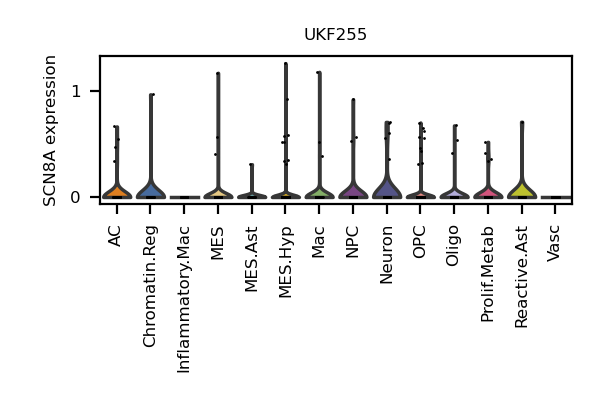 UKF255
SCN8A expression
1
0
AC
Chromatin.Reg
Inflammatory.Mac
MES
MES.Ast
MES.Hyp
Mac
NPC
Neuron
OPC
Oligo
Prolif.Metab
Reactive.Ast
Vasc